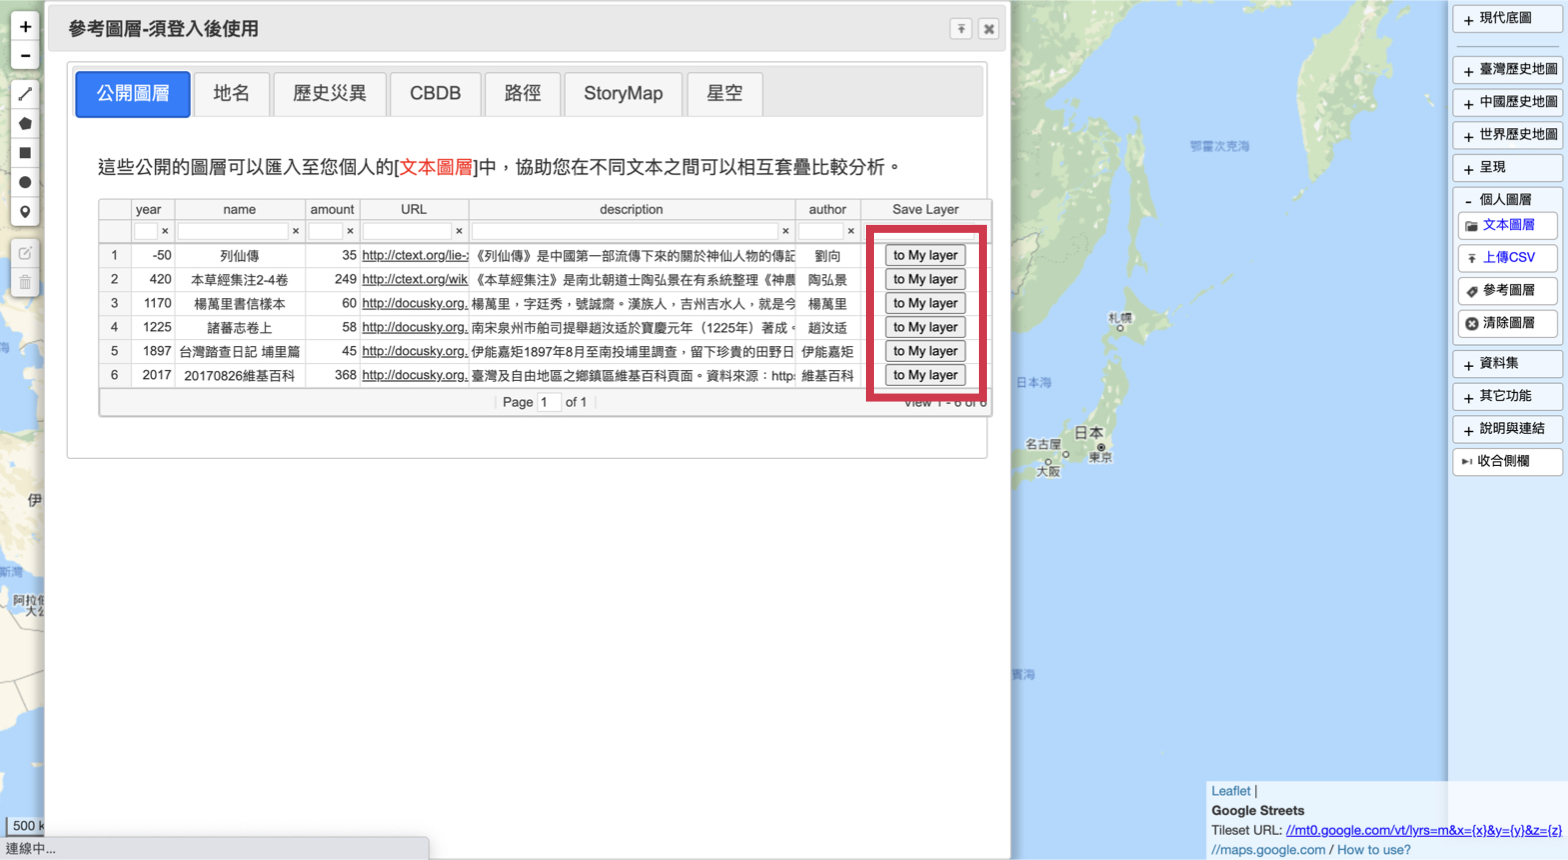 參考圖層-須登入後使用
公開圖層 地名 歷史災異 CBDB 路徑 StoryMap 星空
這些公開的圖層可以匯入至您個人的[文本圖層]中，協助您在不同文本之間可以相互套疊比較分析。
year name amount URL description author Save Layer
× × × × × ×
1 -50 列仙傳 35 http://ctext.org/lie- 《列仙傳》是中國第一部流傳下來的關於神仙人物的傳記 劉向 to My layer
2 420 本草經集注2-4卷 249 http://ctext.org/wik 《本草經集注》是南北朝道士陶弘景在有系統整理《神農 陶弘景 to My layer
3 1170 楊萬里書信樣本 60 http://docusky.org. 楊萬里，字廷秀，號誠齋。漢族人，吉州吉水人，就是今 楊萬里 to My layer
4 1225 諸蕃志卷上 58 http://docusky.org. 南宋泉州市舶司提舉趙汝适於寶慶元年（1225年）著成。 趙汝适 to My layer
5 1897 台灣踏查日記 埔里篇 45 http://docusky.org. 伊能嘉矩1897年8月至南投埔里調查，留下珍貴的田野日 伊能嘉矩 to My layer
6 2017 20170826維基百科 368 http://docusky.org. 臺灣及自由地區之鄉鎮區維基百科頁面。資料來源：http 維基百科 to My layer
Page 1 of 1 View 1 - 6 of 6
+
-
海
伊
斯灣
阿拉伯
大公
500 k
連線中...
鄂霍次克海
札幌
日本海
日本
名古屋
東京
大阪
賓海
+ 現代底圖
+ 臺灣歷史地圖
+ 中國歷史地圖
+ 世界歷史地圖
+ 呈現
- 個人圖層
文本圖層
上傳CSV
參考圖層
清除圖層
+ 資料集
+ 其它功能
+ 說明與連結
收合側欄
Leaflet |
Google Streets
Tileset URL: //mt0.google.com/vt/lyrs=m&x={x}&y={y}&z={z}
//maps.google.com / How to use?